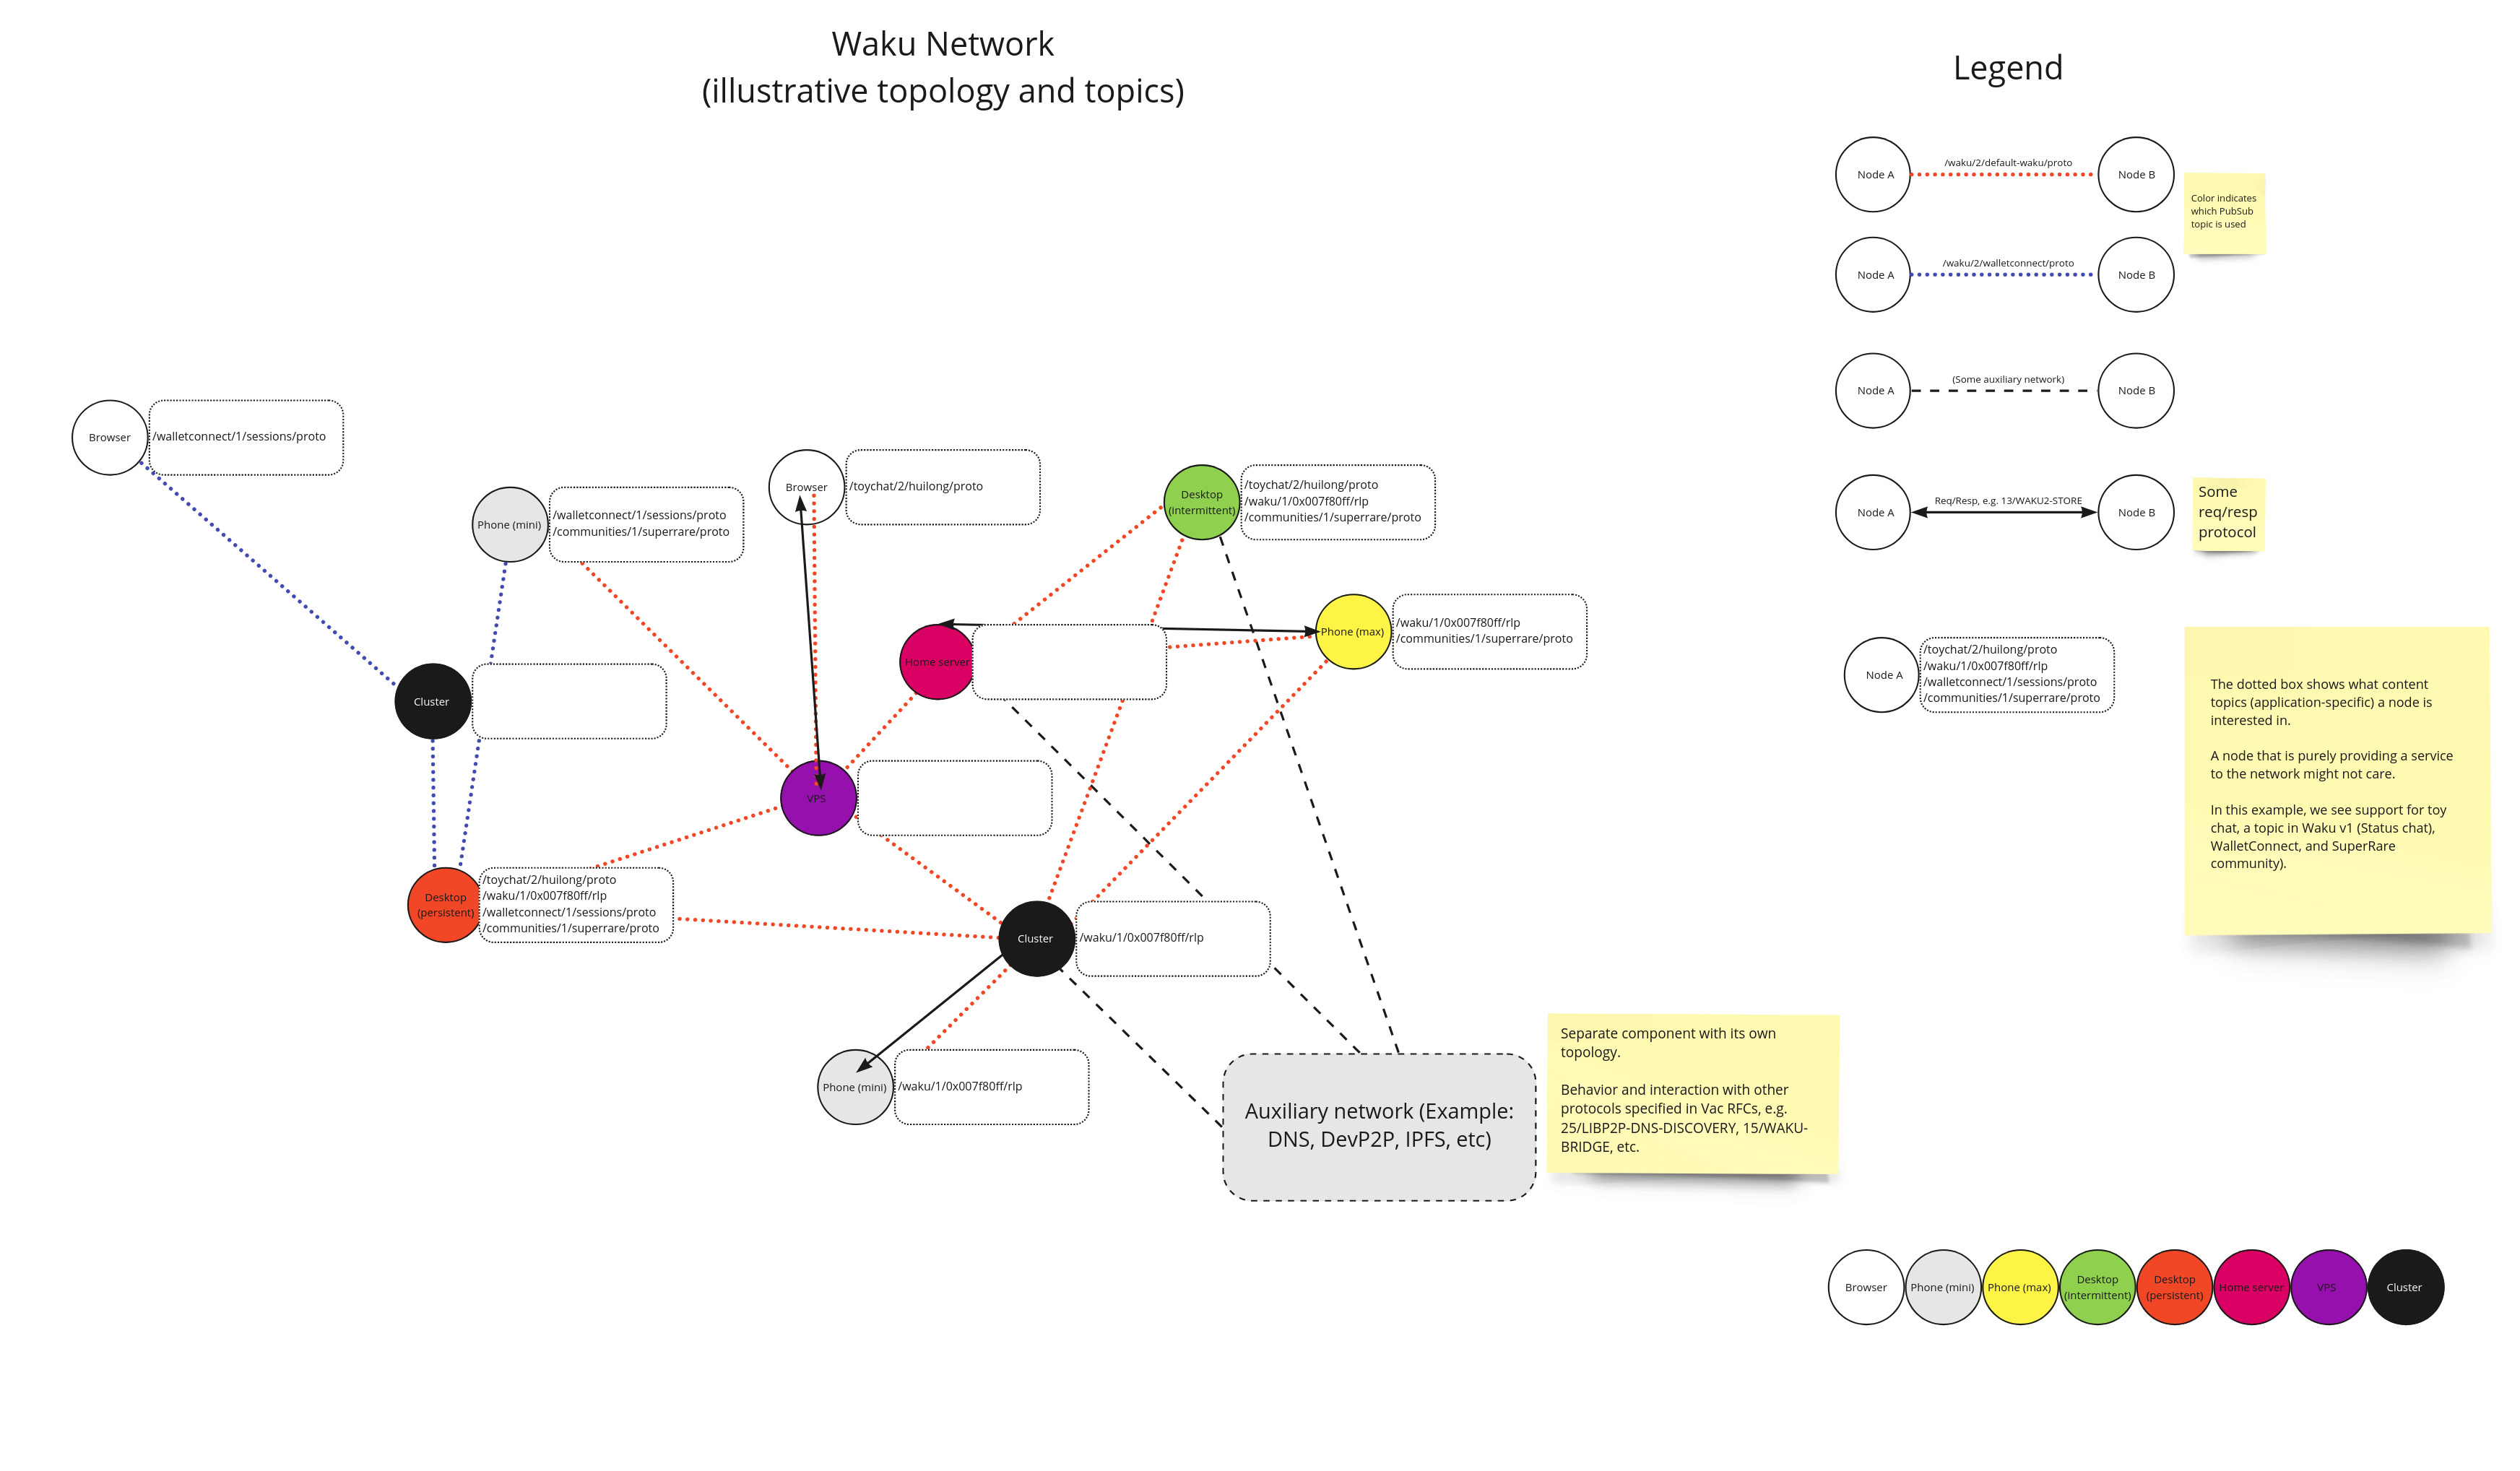 Waku Network
(illustrative topology and topics)
Legend
Node A
/waku/2/default-waku/proto
Node B
Color indicates
which PubSub
topic is used
Node A
/waku/2/walletconnect/proto
Node B
Node A
(Some auxiliary network)
Node B
Node A
Req/Resp, e.g. 13/WAKU2-STORE
Node B
Some
req/resp
protocol
Node A
/toychat/2/huilong/proto
/waku/1/0x007f80ff/rlp
/walletconnect/1/sessions/proto
/communities/1/superrare/proto
The dotted box shows what content
topics (application-specific) a node is
interested in.
A node that is purely providing a service
to the network might not care.
In this example, we see support for toy
chat, a topic in Waku v1 (Status chat),
WalletConnect, and SuperRare
community).
Browser
/walletconnect/1/sessions/proto
Phone (mini)
/walletconnect/1/sessions/proto
/communities/1/superrare/proto
Browser
/toychat/2/huilong/proto
Desktop
(intermittent)
/toychat/2/huilong/proto
/waku/1/0x007f80ff/rlp
/communities/1/superrare/proto
Phone (max)
/waku/1/0x007f80ff/rlp
/communities/1/superrare/proto
Home server
Cluster
VPS
Desktop
(persistent)
/toychat/2/huilong/proto
/waku/1/0x007f80ff/rlp
/walletconnect/1/sessions/proto
/communities/1/superrare/proto
Cluster
/waku/1/0x007f80ff/rlp
Phone (mini)
/waku/1/0x007f80ff/rlp
Auxiliary network (Example:
DNS, DevP2P, IPFS, etc)
Separate component with its own
topology.
Behavior and interaction with other
protocols specified in Vac RFCs, e.g.
25/LIBP2P-DNS-DISCOVERY, 15/WAKU-
BRIDGE, etc.
Browser
Phone (mini)
Phone (max)
Desktop
(intermittent)
Desktop
(persistent)
Home server
VPS
Cluster